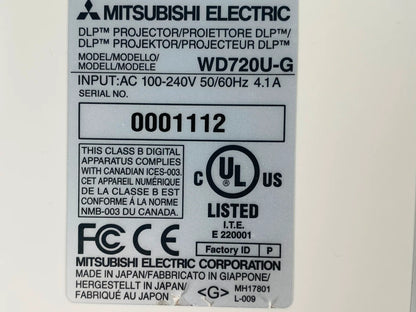 MITSUBISHI ELECTRIC
DLP™ PROJECTOR/PROIETTORE DLP™/
DLP™ PROJEKTOR/PROJECTEUR DLP™
MODEL/MODELLO/
MODELL/MODÈLE WD720U-G
INPUT:AC 100-240V 50/60Hz 4.1A
SERIAL NO.
0001112
THIS CLASS B DIGITAL
APPARATUS COMPLIES
WITH CANADIAN ICES-003.
CET APPAREIL NUMÉRIQUE
DE LA CLASSE B EST
CONFORME À LA NORME
NMB-003 DU CANADA.
C UL US
LISTED
I.T.E.
E 220001
FC CE
Factory ID P
MITSUBISHI ELECTRIC CORPORATION
MADE IN JAPAN/FABBRICATO IN GIAPPONE/
HERGESTELLT IN JAPAN/
FABRIQUÉ AU JAPON
<G> MH17801
L-009